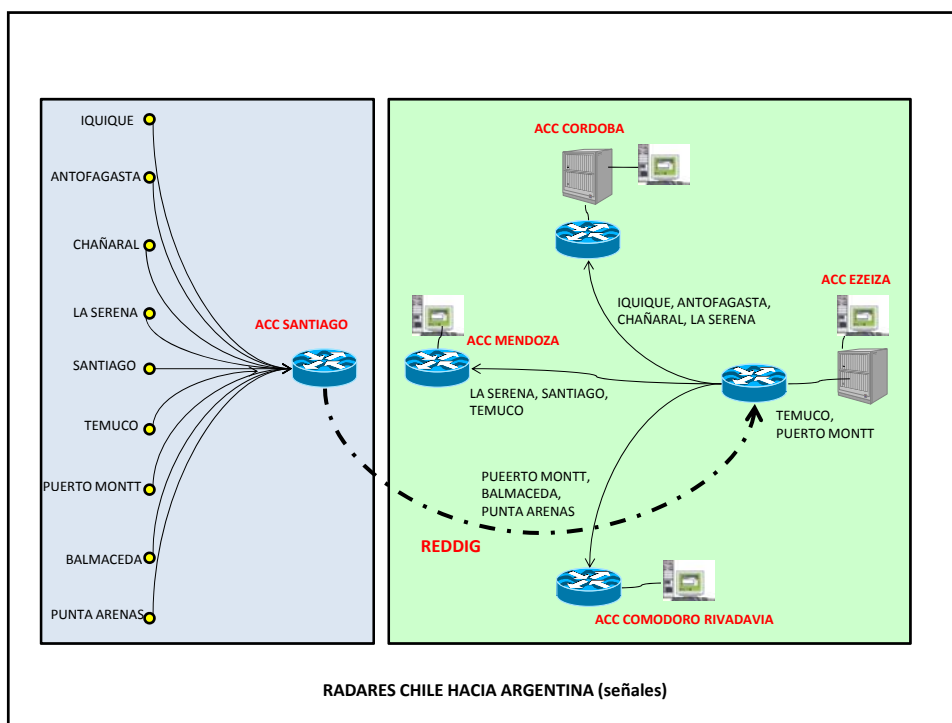 IQUIQUE
ANTOFAGASTA
CHAÑARAL
LA SERENA
SANTIAGO
TEMUCO
PUERTO MONTT
BALMACEDA
PUNTA ARENAS
ACC SANTIAGO
ACC CORDOBA
IQUIQUE, ANTOFAGASTA,
CHAÑARAL, LA SERENA
ACC EZEIZA
ACC MENDOZA
LA SERENA, SANTIAGO,
TEMUCO
TEMUCO,
PUERTO MONTT
PUEERTO MONTT,
BALMACEDA,
PUNTA ARENAS
REDDIG
ACC COMODORO RIVADAVIA
RADARES CHILE HACIA ARGENTINA (señales)